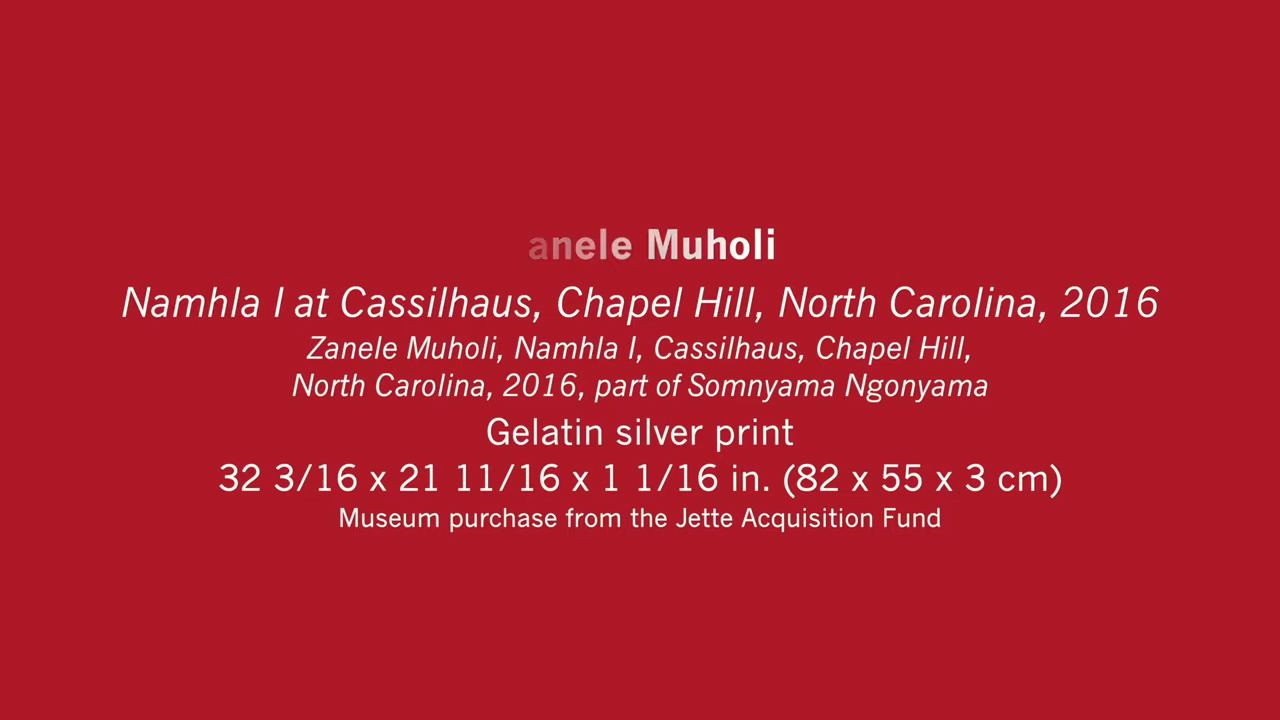 anele Muholi
Namhla I at Cassilhaus, Chapel Hill, North Carolina, 2016
Zanele Muholi, Namhla I, Cassilhaus, Chapel Hill,
North Carolina, 2016, part of Somnyama Ngonyama
Gelatin silver print
32 3/16 x 21 11/16 x 1 1/16 in. (82 x 55 x 3 cm)
Museum purchase from the Jette Acquisition Fund